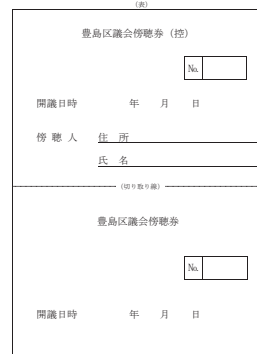 （表）
豊島区議会傍聴券（控）
No.
開議日時 年 月 日
傍 聴 人 住 所
氏 名
（切り取り線）
豊島区議会傍聴券
No.
開議日時 年 月 日